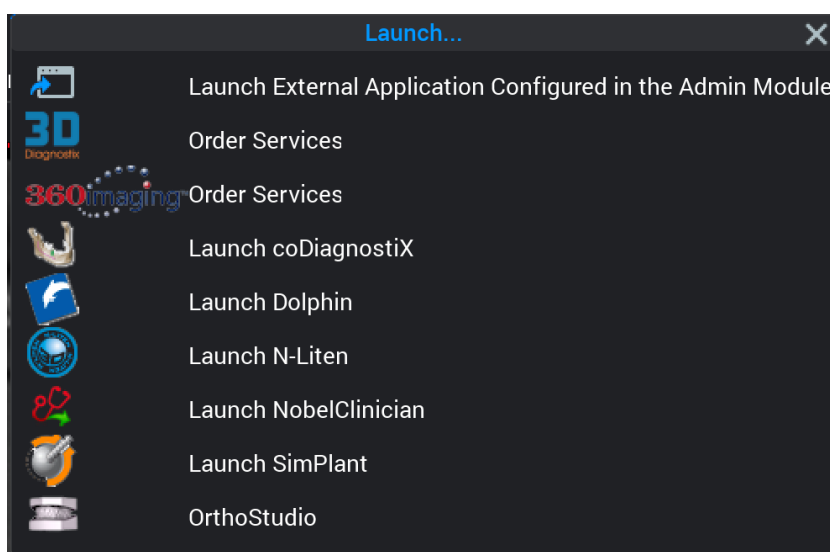 Launch...
Launch External Application Configured in the Admin Module
3D
Diagnostix
Order Services
360imaging
Order Services
Launch coDiagnostiX
Launch Dolphin
Launch N-Liten
Launch NobelClinician
Launch SimPlant
OrthoStudio